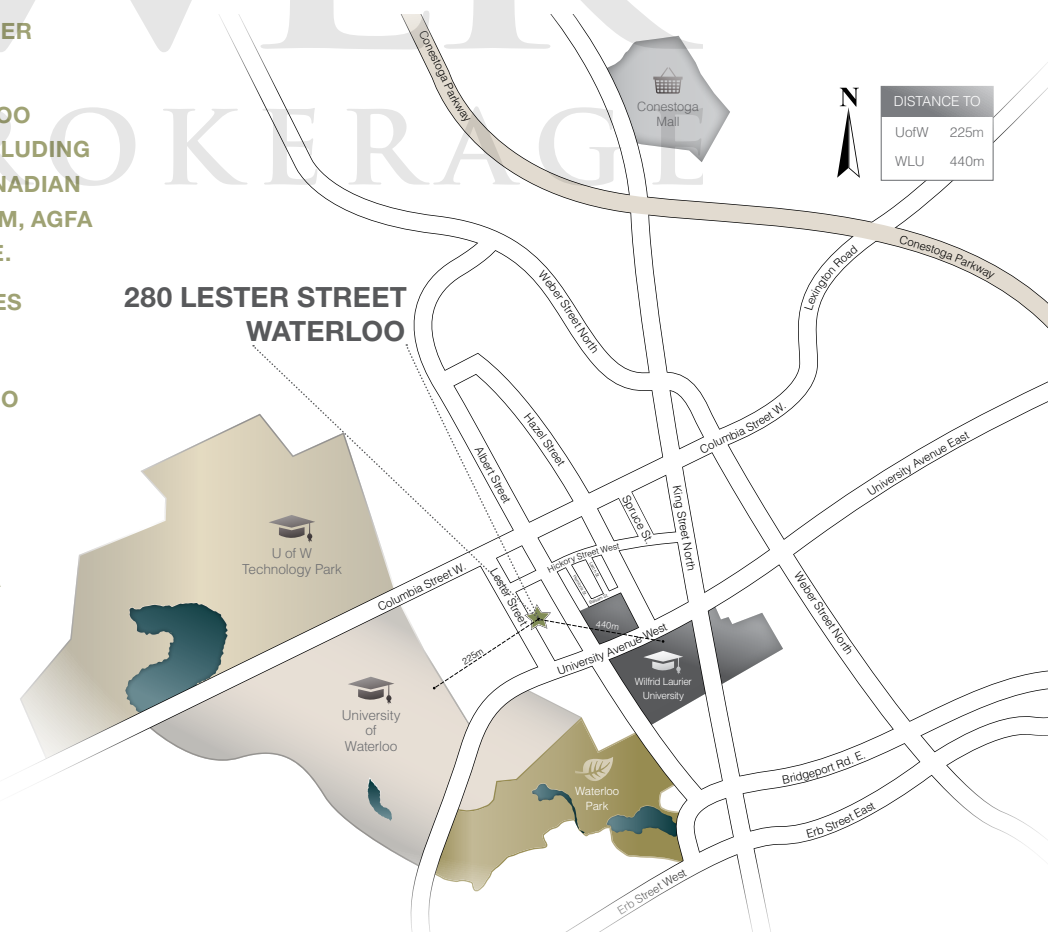 ER
OO
LUDING
NADIAN
M, AGFA
E.
ES
O
OKERAGE
280 LESTER STREET
WATERLOO
N
DISTANCE TO
UofW 225m
WLU 440m
Conestoga
Mall
Conestoga Parkway
Conestoga Parkway
Lexington Road
Weber Street North
Hazel Street
Albert Street
Columbia Street W.
University Avenue East
Spruce St.
King Street North
Hickory Street West
U of W
Technology Park
Columbia Street W.
Lester Street
440m
225m
University Avenue West
Wilfrid Laurier
University
Weber Street North
University
of
Waterloo
Waterloo
Park
Bridgeport Rd. E.
Erb Street East
Erb Street West